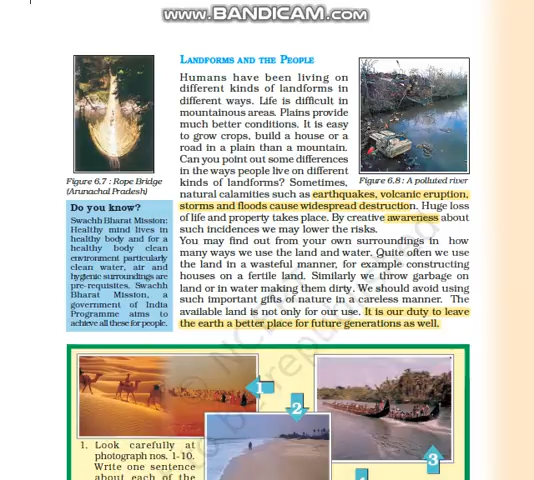 www.BANDICAM.com
LANDFORMS AND THE PEOPLE
Humans have been living on
different kinds of landforms in
different ways. Life is difficult in
mountainous areas. Plains provide
much better conditions. It is easy
to grow crops, build a house or a
road in a plain than a mountain.
Can you point out some differences
in the ways people live on different
kinds of landforms? Sometimes,
natural calamities such as earthquakes, volcanic eruption,
storms and floods cause widespread destruction. Huge loss
of life and property takes place. By creative awareness about
such incidences we may lower the risks.
You may find out from your own surroundings in how
many ways we use the land and water. Quite often we use
the land in a wasteful manner, for example constructing
houses on a fertile land. Similarly we throw garbage on
land or in water making them dirty. We should avoid using
such important gifts of nature in a careless manner. The
available land is not only for our use. It is our duty to leave
the earth a better place for future generations as well.
Figure 6.7 : Rope Bridge
(Arunachal Pradesh)
Figure 6.8 : A polluted river
Do you know?
Swachh Bharat Mission:
Healthy mind lives in
healthy body and for a
healthy body clean
environment particularly
clean water, air and
hygenic surroundings are
pre-requisites. Swachh
Bharat Mission, a
government of India
Programme aims to
achieve all these for people.
1
2
3
1. Look carefully at
photograph nos. 1-10.
Write one sentence
about each of the